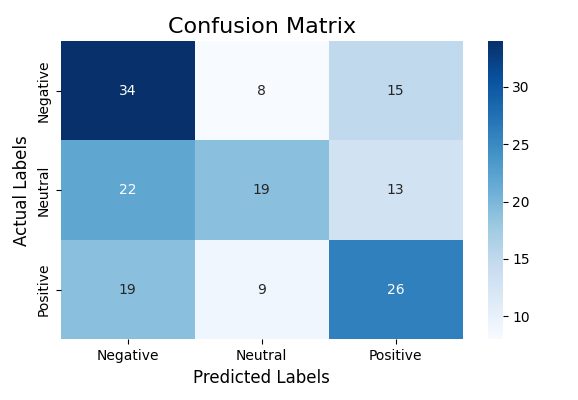 Confusion Matrix
Actual Labels
Negative
34 8 15
Neutral
22 19 13
Positive
19 9 26
Negative Neutral Positive
Predicted Labels
30
25
20
15
10